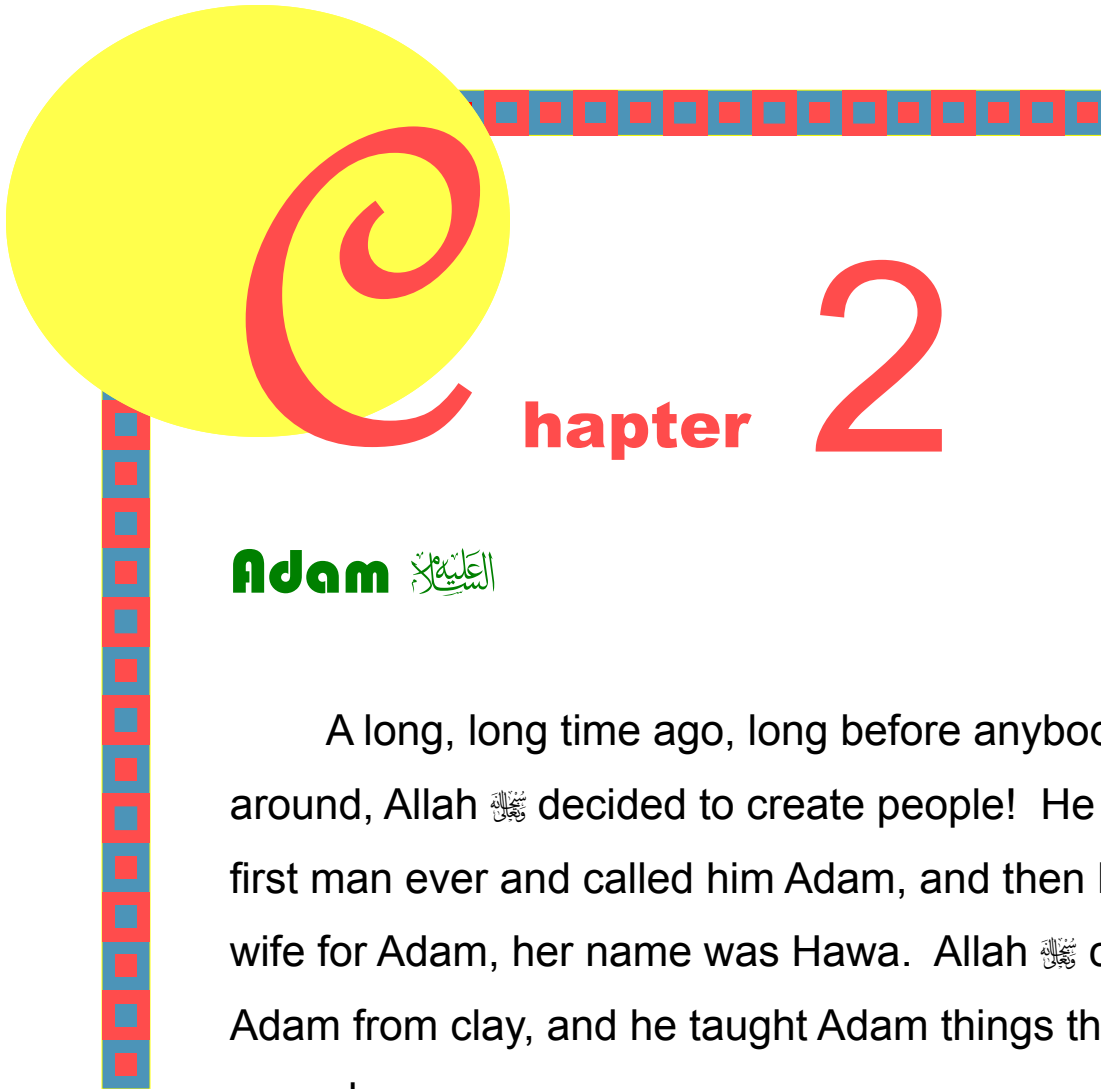 Chapter 2
Adam عليه السلام
A long, long time ago, long before anybod
around, Allah سبحانه وتعالى decided to create people! He
first man ever and called him Adam, and then
wife for Adam, her name was Hawa. Allah سبحانه وتعالى
Adam from clay, and he taught Adam things th